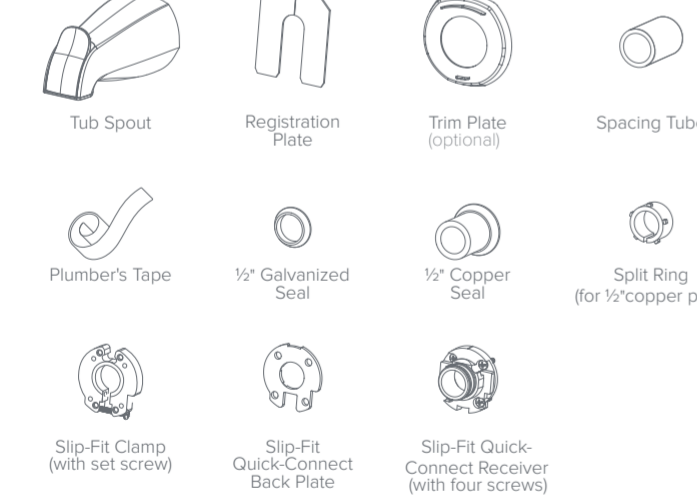 Tub Spout
Registration
Plate
Trim Plate
(optional)
Spacing Tub
Plumber's Tape
½" Galvanized
Seal
½" Copper
Seal
Split Ring
(for ½"copper p
Slip-Fit Clamp
(with set screw)
Slip-Fit
Quick-Connect
Back Plate
Slip-Fit Quick-
Connect Receiver
(with four screws)